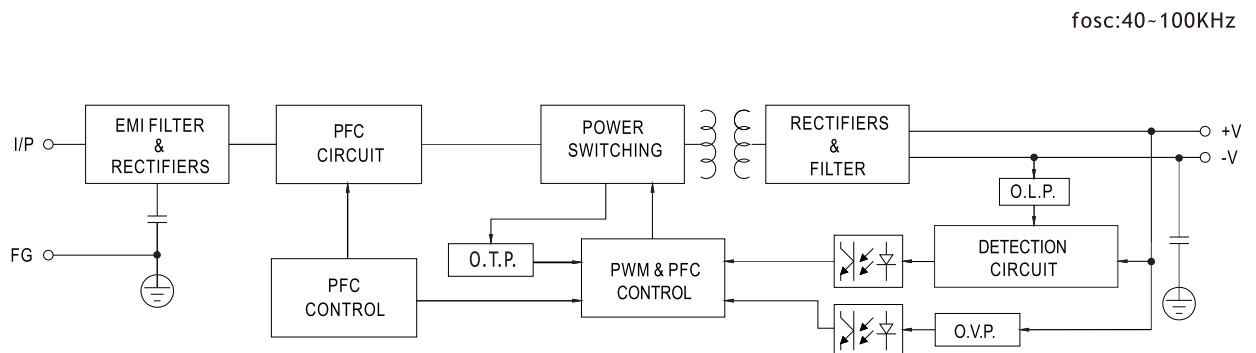 fosc:40~100KHz
I/P
EMI FILTER
&
RECTIFIERS
PFC
CIRCUIT
POWER
SWITCHING
RECTIFIERS
&
FILTER
+V
-V
O.L.P.
FG
O.T.P.
PFC
CONTROL
PWM & PFC
CONTROL
DETECTION
CIRCUIT
O.V.P.